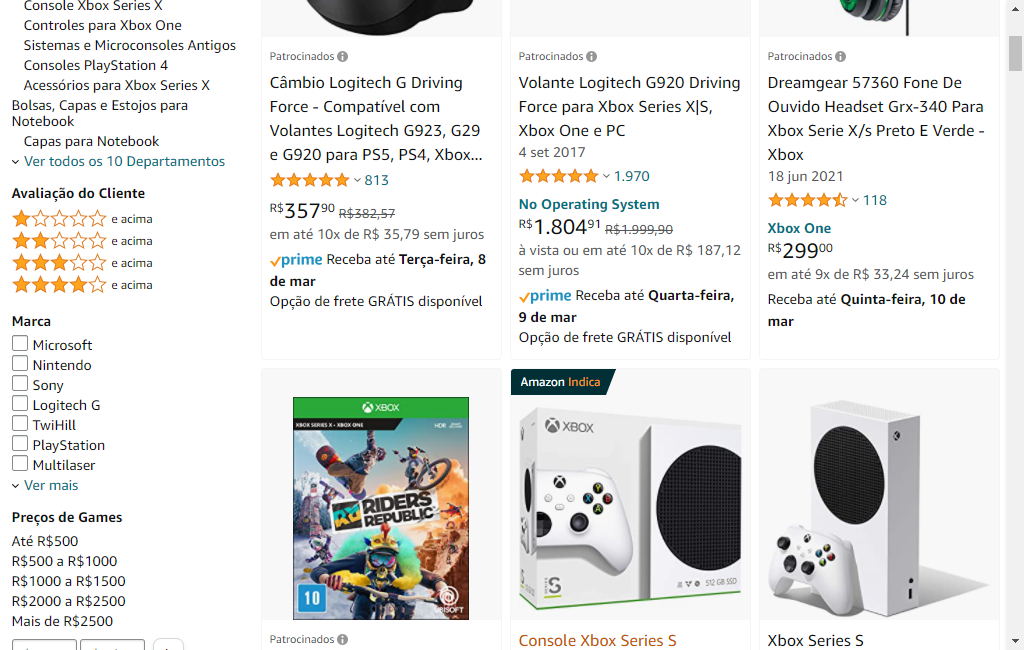 Console Xbox Series X
Controles para Xbox One
Sistemas e Microconsoles Antigos
Consoles PlayStation 4
Acessórios para Xbox Series X
Bolsas, Capas e Estojos para
Notebook
Capas para Notebook
Ver todos os 10 Departamentos
Avaliação do Cliente
e acima
e acima
e acima
e acima
Marca
Microsoft
Nintendo
Sony
Logitech G
TwiHill
PlayStation
Multilaser
Ver mais
Preços de Games
Até R$500
R$500 a R$1000
R$1000 a R$1500
R$2000 a R$2500
Mais de R$2500
Patrocinados
Câmbio Logitech G Driving
Force - Compatível com
Volantes Logitech G923, G29
e G920 para PS5, PS4, Xbox...
813
R$35790 R$382,57
em até 10x de R$ 35,79 sem juros
prime Receba até Terça-feira, 8
de mar
Opção de frete GRÁTIS disponível
Patrocinados
Volante Logitech G920 Driving
Force para Xbox Series X|S,
Xbox One e PC
4 set 2017
1.970
No Operating System
R$1.80491 R$1.999,90
à vista ou em até 10x de R$ 187,12
sem juros
prime Receba até Quarta-feira,
9 de mar
Opção de frete GRÁTIS disponível
Patrocinados
Dreamgear 57360 Fone De
Ouvido Headset Grx-340 Para
Xbox Serie X/s Preto E Verde -
Xbox
18 jun 2021
118
Xbox One
R$29900
em até 9x de R$ 33,24 sem juros
Receba até Quinta-feira, 10 de
mar
XBOX
XBOX SERIES X • XBOX ONE
HDR
RIDERS
REPUBLIC
10
UBISOFT
Patrocinados
Amazon Indica
XBOX
SERIES
S
512 GB SSD
Console Xbox Series S
Xbox Series S